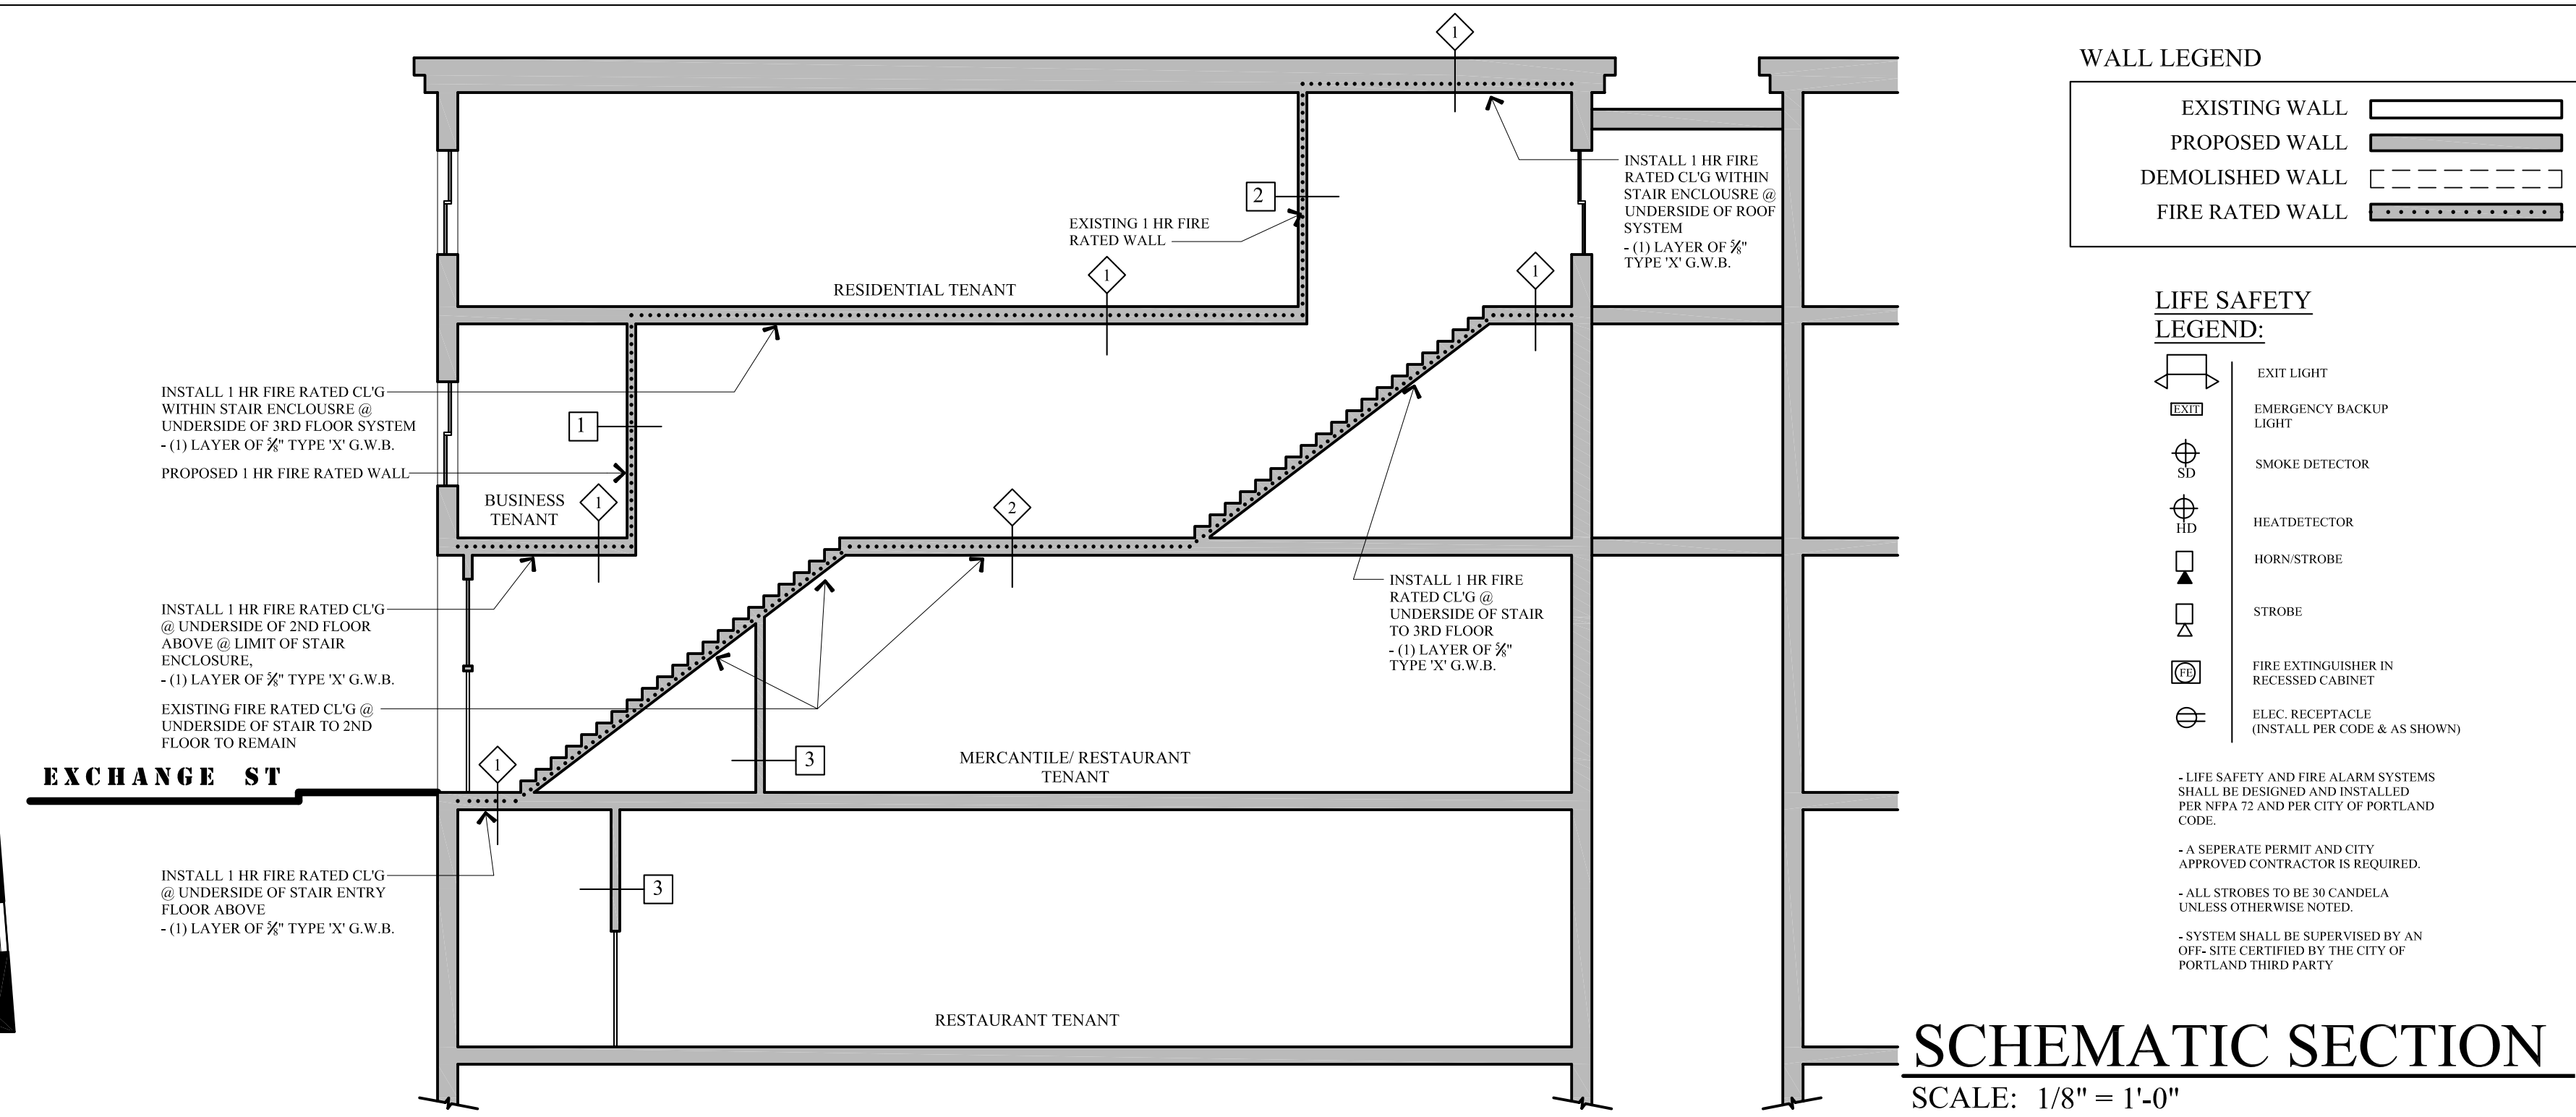 1
WALL LEGEND
EXISTING WALL
PROPOSED WALL
DEMOLISHED WALL
FIRE RATED WALL
INSTALL 1 HR FIRE
RATED CL'G WITHIN
STAIR ENCLOUSRE @
UNDERSIDE OF ROOF
SYSTEM
- (1) LAYER OF ⅝"
TYPE 'X' G.W.B.
2
EXISTING 1 HR FIRE
RATED WALL
1
1
RESIDENTIAL TENANT
INSTALL 1 HR FIRE RATED CL'G
WITHIN STAIR ENCLOUSRE @
UNDERSIDE OF 3RD FLOOR SYSTEM
- (1) LAYER OF ⅝" TYPE 'X' G.W.B.
PROPOSED 1 HR FIRE RATED WALL
1
BUSINESS
TENANT
1
2
INSTALL 1 HR FIRE RATED CL'G
@ UNDERSIDE OF 2ND FLOOR
ABOVE @ LIMIT OF STAIR
ENCLOSURE,
- (1) LAYER OF ⅝" TYPE 'X' G.W.B.
EXISTING FIRE RATED CL'G @
UNDERSIDE OF STAIR TO 2ND
FLOOR TO REMAIN
INSTALL 1 HR FIRE
RATED CL'G @
UNDERSIDE OF STAIR
TO 3RD FLOOR
- (1) LAYER OF ⅝"
TYPE 'X' G.W.B.
EXCHANGE ST
1
3
MERCANTILE/ RESTAURANT
TENANT
INSTALL 1 HR FIRE RATED CL'G
@ UNDERSIDE OF STAIR ENTRY
FLOOR ABOVE
- (1) LAYER OF ⅝" TYPE 'X' G.W.B.
3
RESTAURANT TENANT
LIFE SAFETY
LEGEND:
EXIT LIGHT
EXIT
EMERGENCY BACKUP
LIGHT
SD
SMOKE DETECTOR
HD
HEATDETECTOR
HORN/STROBE
STROBE
FE
FIRE EXTINGUISHER IN
RECESSED CABINET
ELEC. RECEPTACLE
(INSTALL PER CODE & AS SHOWN)
- LIFE SAFETY AND FIRE ALARM SYSTEMS
SHALL BE DESIGNED AND INSTALLED
PER NFPA 72 AND PER CITY OF PORTLAND
CODE.
- A SEPERATE PERMIT AND CITY
APPROVED CONTRACTOR IS REQUIRED.
- ALL STROBES TO BE 30 CANDELA
UNLESS OTHERWISE NOTED.
- SYSTEM SHALL BE SUPERVISED BY AN
OFF- SITE CERTIFIED BY THE CITY OF
PORTLAND THIRD PARTY
SCHEMATIC SECTION
SCALE: 1/8" = 1'-0"